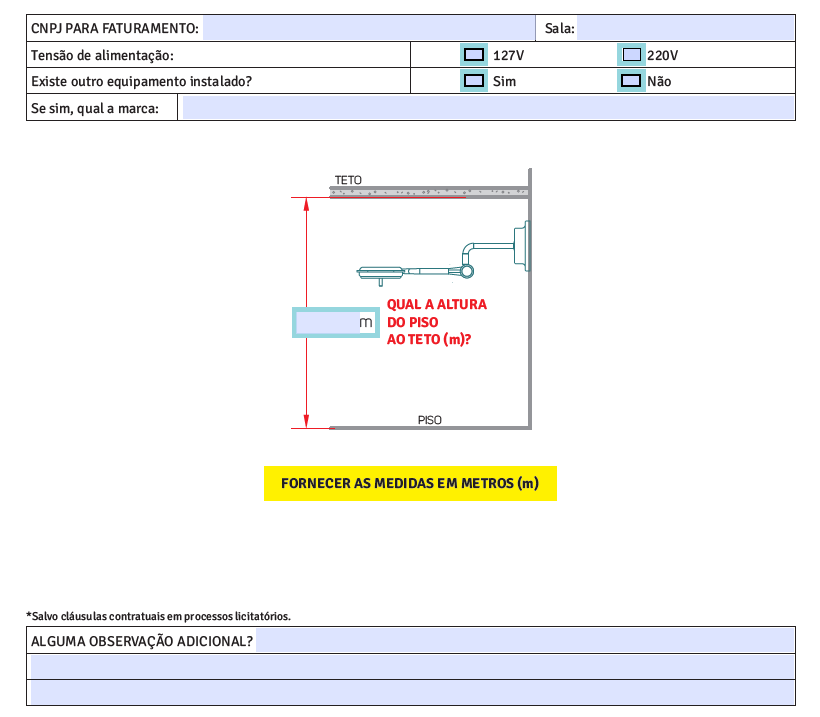 CNPJ PARA FATURAMENTO: Sala:
Tensão de alimentação: 127V 220V
Existe outro equipamento instalado? Sim Não
Se sim, qual a marca:
TETO
QUAL A ALTURA
DO PISO
AO TETO (m)?
m
PISO
FORNECER AS MEDIDAS EM METROS (m)
*Salvo cláusulas contratuais em processos licitatórios.
ALGUMA OBSERVAÇÃO ADICIONAL?